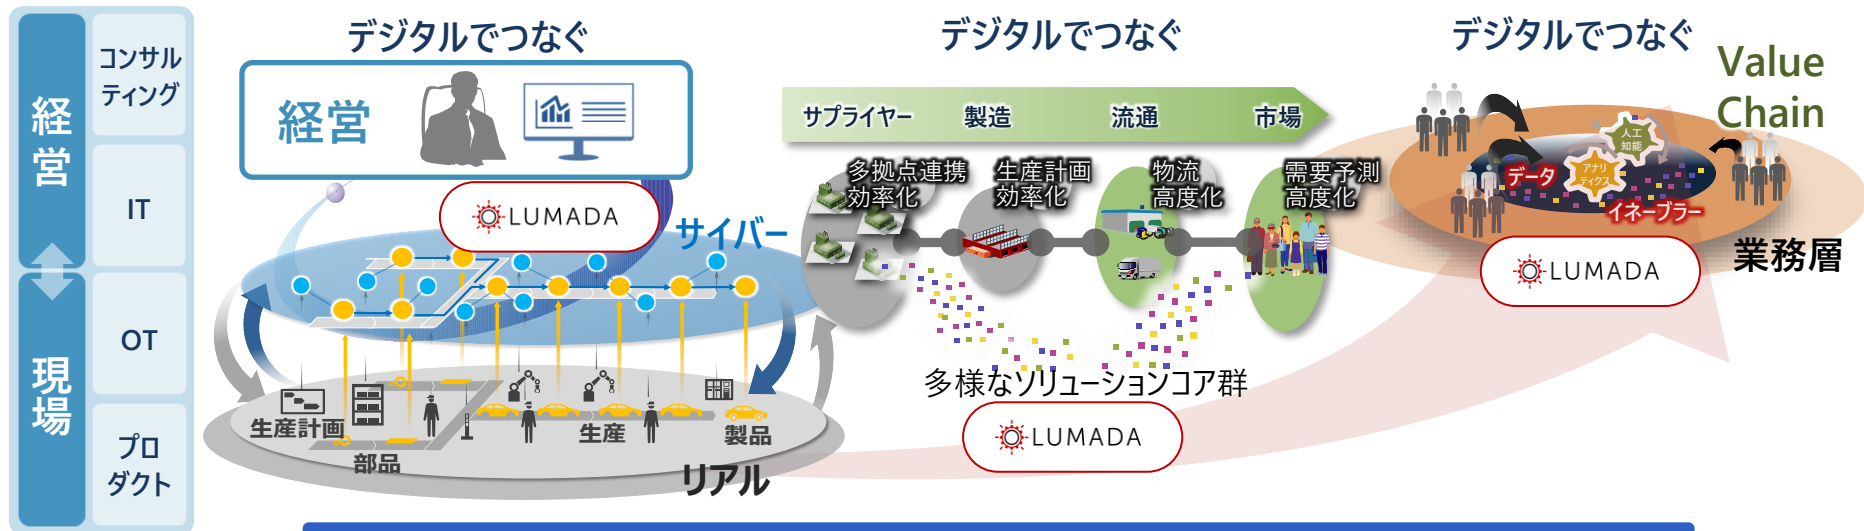 経営
現場
コンサル
ティング
IT
OT
プロ
ダクト
デジタルでつなぐ
経営
LUMADA
サイバー
生産計画
部品
生産
製品
リアル
デジタルでつなぐ
サプライヤー
製造
流通
市場
多拠点連携
効率化
生産計画
効率化
物流
高度化
需要予測
高度化
多様なソリューションコア群
LUMADA
デジタルでつなぐ
Value
Chain
人工
知能
アナリ
ティクス
データ
イネーブラー
業務層
LUMADA